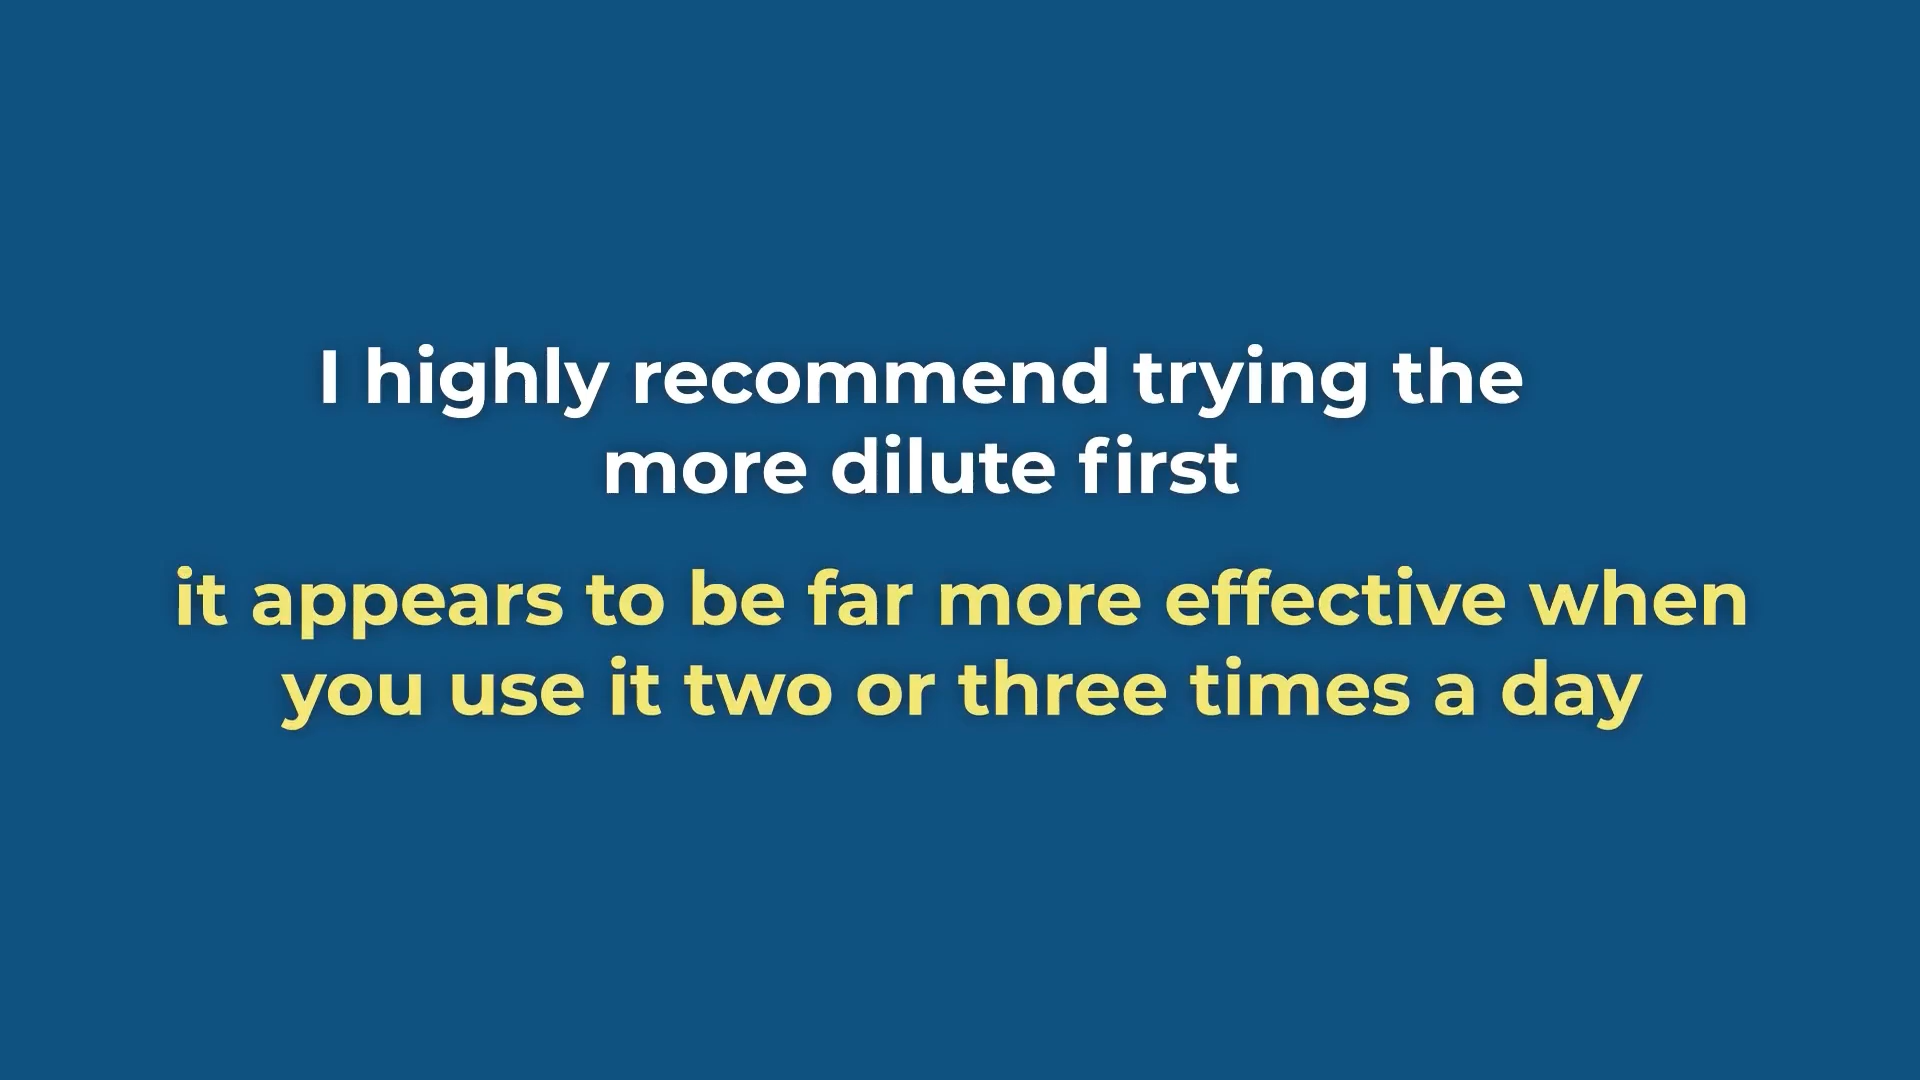 I highly recommend trying the
more dilute first
it appears to be far more effective when
you use it two or three times a day